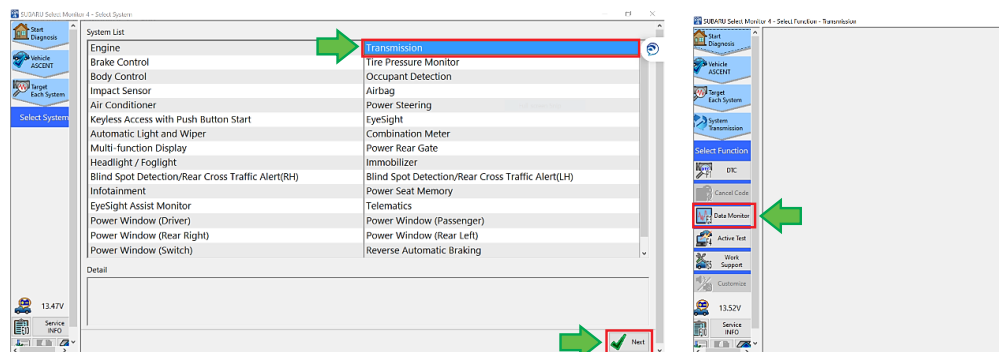 SUBARU Select Monitor 4 - Select System
Start
Diagnosis
Vehicle
ASCENT
Target
Each System
Select System
13.47V
Service
INFO
System List
Engine
Transmission
Brake Control
Tire Pressure Monitor
Body Control
Occupant Detection
Impact Sensor
Airbag
Air Conditioner
Power Steering
Keyless Access with Push Button Start
EyeSight
Automatic Light and Wiper
Combination Meter
Multi-function Display
Power Rear Gate
Headlight / Foglight
Immobilizer
Blind Spot Detection/Rear Cross Traffic Alert(RH)
Blind Spot Detection/Rear Cross Traffic Alert(LH)
Infotainment
Power Seat Memory
EyeSight Assist Monitor
Telematics
Power Window (Driver)
Power Window (Passenger)
Power Window (Rear Right)
Power Window (Rear Left)
Power Window (Switch)
Reverse Automatic Braking
Detail
Next
SUBARU Select Monitor 4 - Select Function - Transmission
Start
Diagnosis
Vehicle
ASCENT
Target
Each System
System
Transmission
Select Function
DTC
Cancel Code
Data Monitor
Active Test
Work
Support
Customize
13.52V
Service
INFO